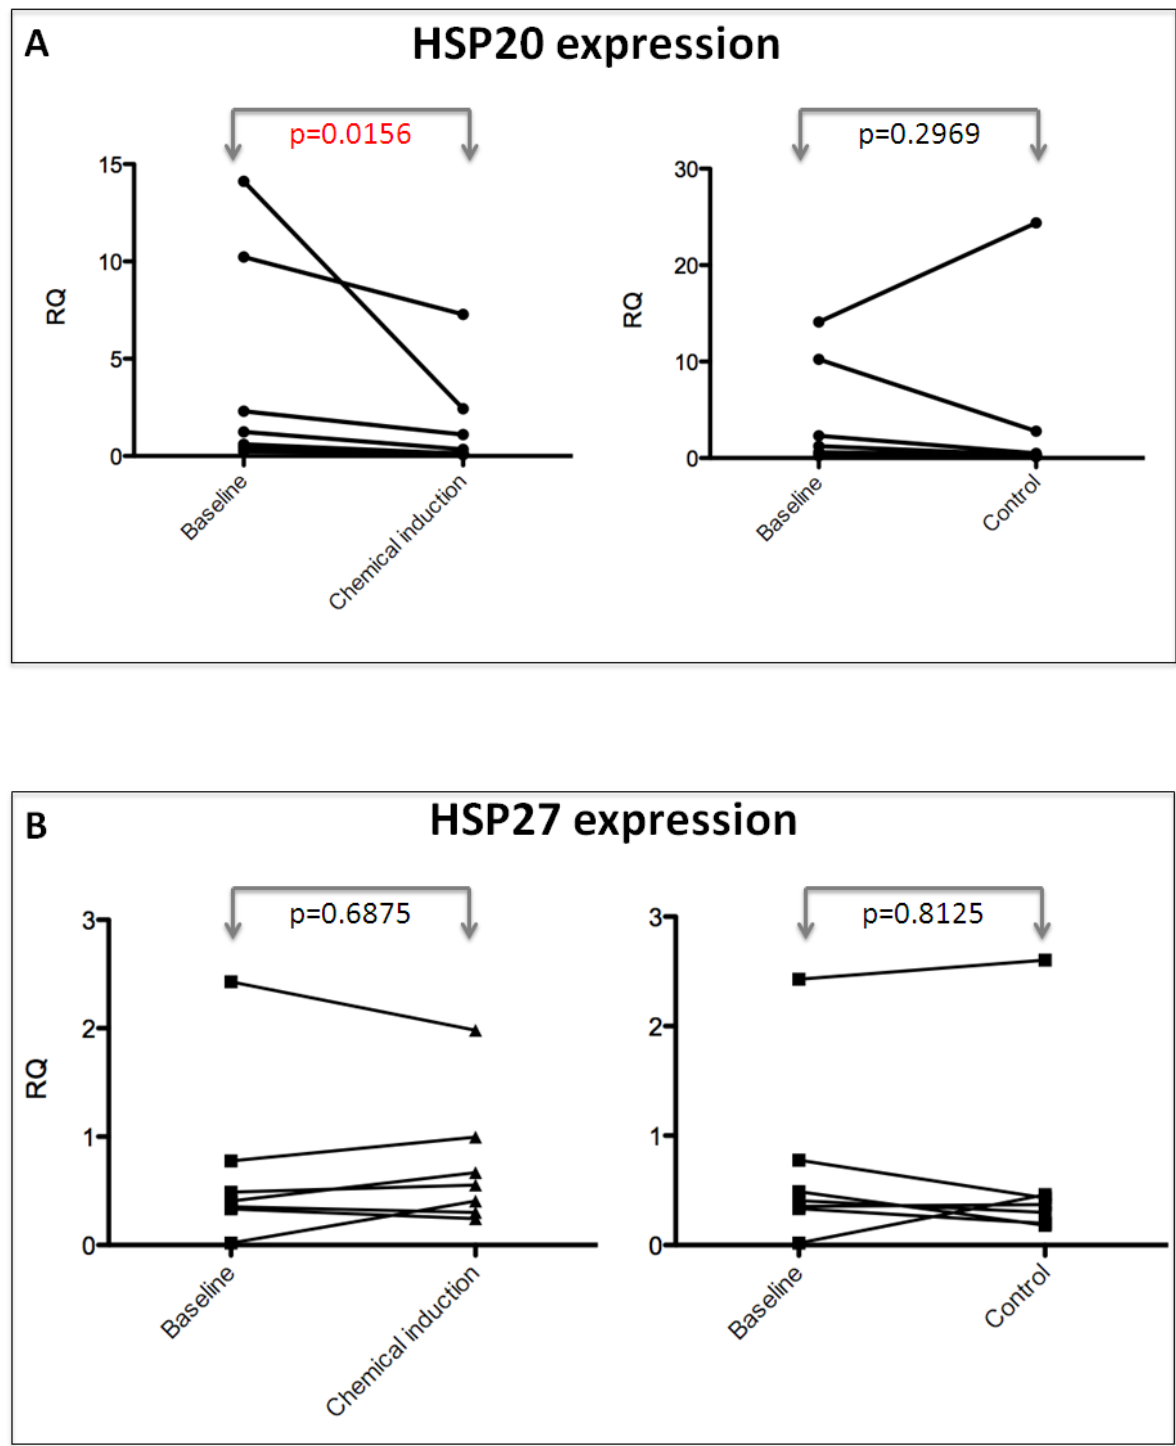 A
HSP20 expression
p=0.0156
p=0.2969
15
10
5
0
RQ
Baseline
Chemical induction
30
20
10
0
RQ
Baseline
Control
B
HSP27 expression
p=0.6875
p=0.8125
3
2
1
0
RQ
Baseline
Chemical induction
3
2
1
0
Baseline
Control